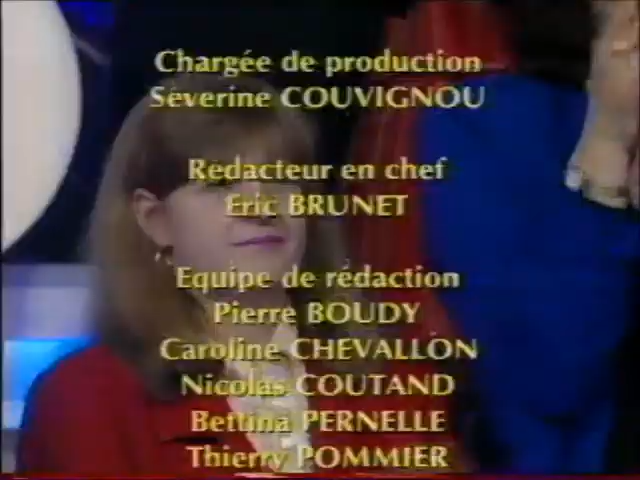 Chargée de production
Séverine COUVIGNOU
Rédacteur en chef
Eric BRUNET
Equipe de rédaction
Pierre BOUDY
Caroline CHEVALLON
Nicolas COUTAND
Bettina PERNELLE
Thierry POMMIER